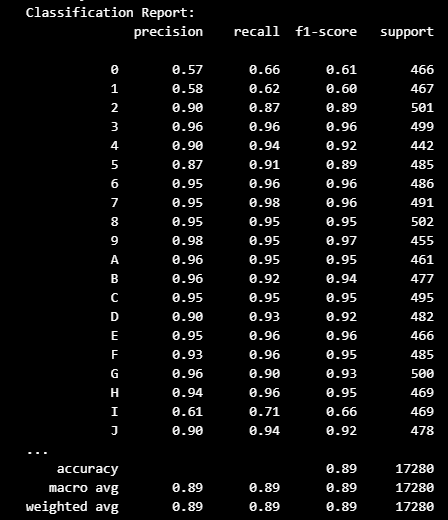 Classification Report:
precision recall f1-score support
0 0.57 0.66 0.61 466
1 0.58 0.62 0.60 467
2 0.90 0.87 0.89 501
3 0.96 0.96 0.96 499
4 0.90 0.94 0.92 442
5 0.87 0.91 0.89 485
6 0.95 0.96 0.96 486
7 0.95 0.98 0.96 491
8 0.95 0.95 0.95 502
9 0.98 0.95 0.97 455
A 0.96 0.95 0.95 461
B 0.96 0.92 0.94 477
C 0.95 0.95 0.95 495
D 0.90 0.93 0.92 482
E 0.95 0.96 0.96 466
F 0.93 0.96 0.95 485
G 0.96 0.90 0.93 500
H 0.94 0.96 0.95 469
I 0.61 0.71 0.66 469
J 0.90 0.94 0.92 478
...
accuracy 0.89 17280
macro avg 0.89 0.89 0.89 17280
weighted avg 0.89 0.89 0.89 17280